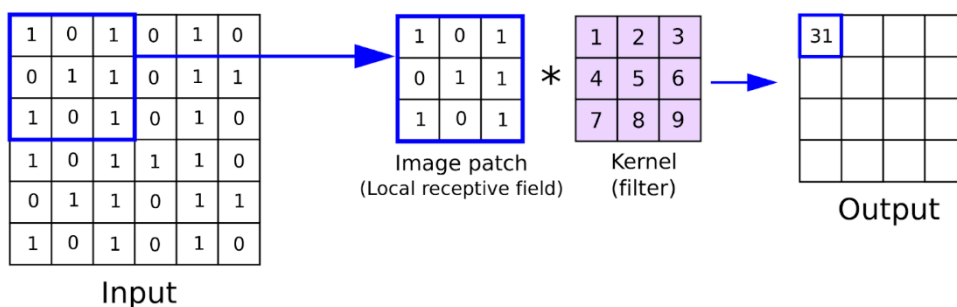 1 0 1 0 1 0
0 1 1 0 1 1
1 0 1 0 1 0
1 0 1 1 1 0
0 1 1 0 1 1
1 0 1 0 1 0
Input
1 0 1
0 1 1
1 0 1
Image patch
(Local receptive field)
*
1 2 3
4 5 6
7 8 9
Kernel
(filter)
31
Output